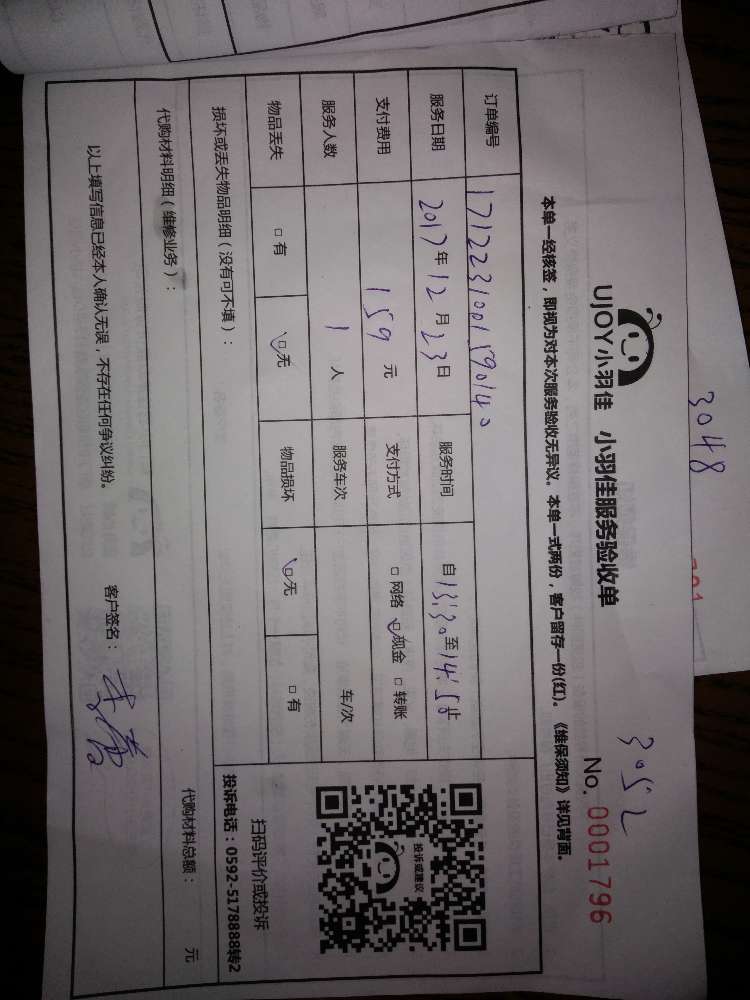 3048
3052
UJOY小羽佳 小羽佳服务验收单
No. 0001796
本单一经核签，即视为对本次服务验收无异议。本单一式两份，客户留存一份(红)。《维保须知》详见背面。
订单编号 171223100159140
服务日期 2017年12月23日 服务时间 自13:30至14:58止
支付费用 159元 支付方式 □网络 ☑现金 □转账
服务人数 1人 服务车次 车/次
物品丢失 □有 ☑无 物品损坏 ☑无 □有
损坏或丢失物品明细（没有可不填）：
代购材料明细（维修业务）：
代购材料总额： 元
以上填写信息已经本人确认无误，不存在任何争议纠纷。 客户签名：
投诉或建议
扫码评价或投诉
投诉电话：0592-5178888转2